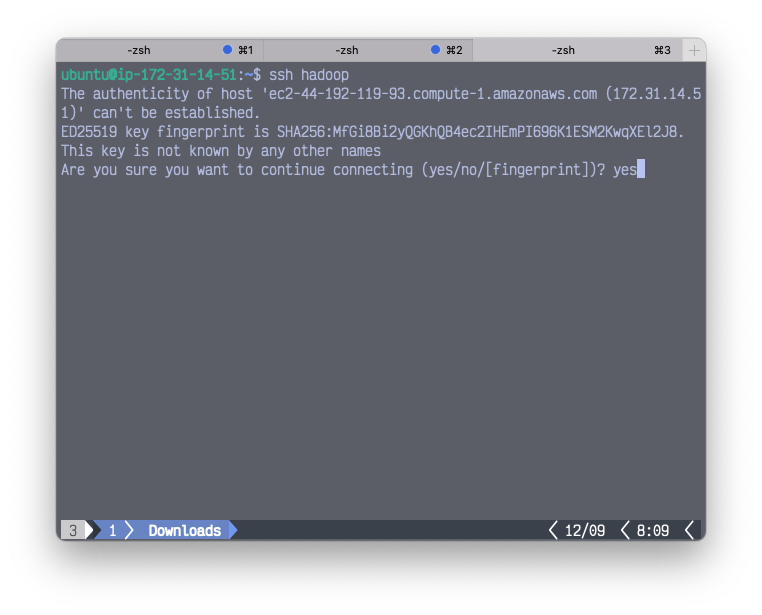 -zsh ⌘1 -zsh ⌘2 -zsh ⌘3 +
ubuntu@ip-172-31-14-51:~$ ssh hadoop
The authenticity of host 'ec2-44-192-119-93.compute-1.amazonaws.com (172.31.14.5
1)' can't be established.
ED25519 key fingerprint is SHA256:MfGi8Bi2yQGKhQB4ec2IHEmPI696K1ESM2KwqXEl2J8.
This key is not known by any other names
Are you sure you want to continue connecting (yes/no/[fingerprint])? yes
3 1 Downloads 12/09 8:09